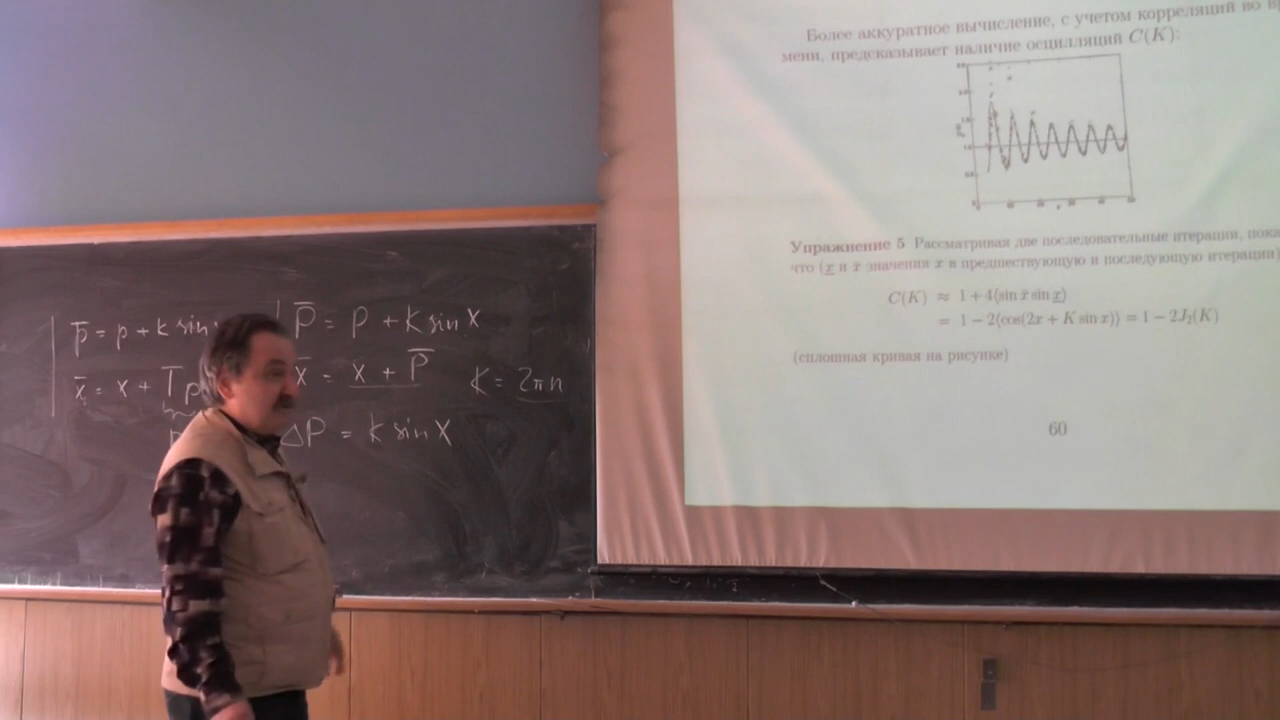 p̄ = p + k sin
x̄ = x + Tp
P̄ = P + K sin X
x̄ = x + P̄
K = 2πn
ΔP = k sin X
Более аккуратное вычисление, с учетом корреляций во
мени, предсказывает наличие осцилляций C(K):
Упражнение 5 Рассматривая две последовательные итерации,
что (x и x̄ значения x в предшествующую и последующую итерации)
C(K) ≈ 1 + 4⟨sin x̄ sin x⟩
= 1 − 2⟨cos(2x + K sin x)⟩ = 1 − 2J₂(K)
(сплошная кривая на рисунке)
60